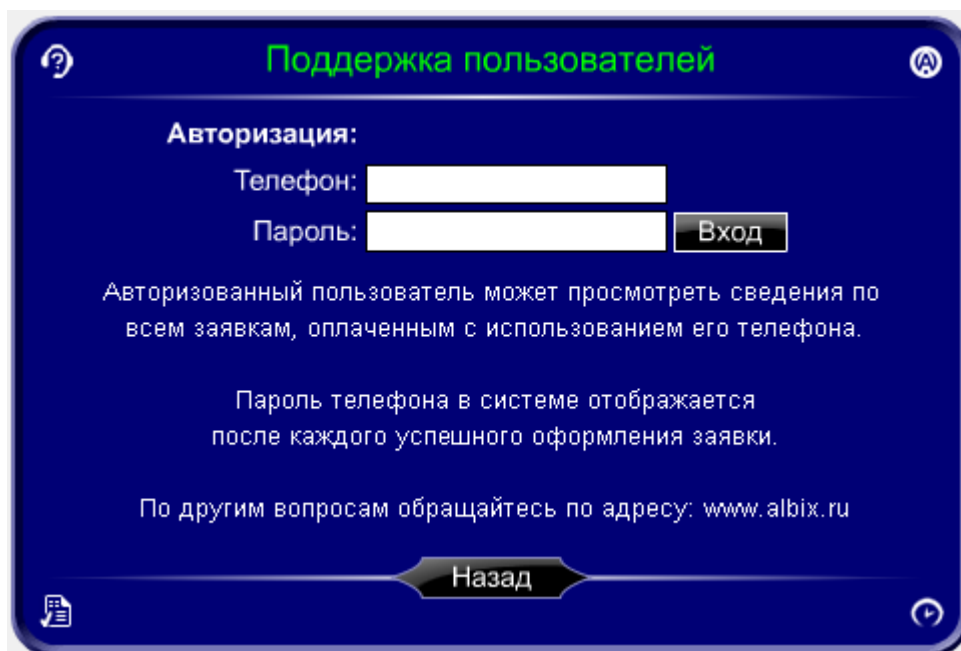 Поддержка пользователей
Авторизация:
Телефон:
Пароль:
Вход
Авторизованный пользователь может просмотреть сведения по
всем заявкам, оплаченным с использованием его телефона.
Пароль телефона в системе отображается
после каждого успешного оформления заявки.
По другим вопросам обращайтесь по адресу: www.albix.ru
Назад